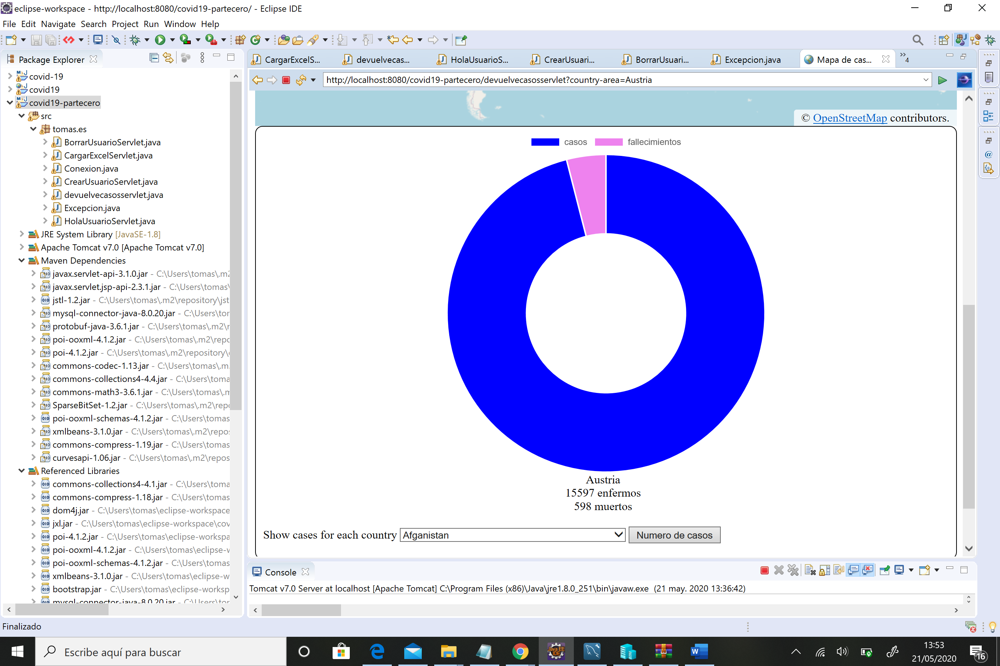 eclipse-workspace - http://localhost:8080/covid19-partecero/ - Eclipse IDE
File Edit Navigate Search Project Run Window Help
Package Explorer
covid-19
covid19
covid19-partecero
src
tomas.es
BorrarUsuarioServlet.java
CargarExcelServlet.java
Conexion.java
CrearUsuarioServlet.java
devuelvecasosservlet.java
Excepcion.java
HolaUsuarioServlet.java
JRE System Library [JavaSE-1.8]
Apache Tomcat v7.0 [Apache Tomcat v7.0]
Maven Dependencies
javax.servlet-api-3.1.0.jar - C:\Users\tomas\.m2
javax.servlet.jsp-api-2.3.1.jar - C:\Users\tomas\
jstl-1.2.jar - C:\Users\tomas\.m2\repository\jst
mysql-connector-java-8.0.20.jar - C:\Users\tom
protobuf-java-3.6.1.jar - C:\Users\tomas\.m2\r
poi-ooxml-4.1.2.jar - C:\Users\tomas\.m2\repo
poi-4.1.2.jar - C:\Users\tomas\.m2\repository\
commons-codec-1.13.jar - C:\Users\tomas\.m
commons-collections4-4.4.jar - C:\Users\toma
commons-math3-3.6.1.jar - C:\Users\tomas\.m
SparseBitSet-1.2.jar - C:\Users\tomas\.m2\repo
poi-ooxml-schemas-4.1.2.jar - C:\Users\tomas
xmlbeans-3.1.0.jar - C:\Users\tomas\.m2\repos
commons-compress-1.19.jar - C:\Users\tomas
curvesapi-1.06.jar - C:\Users\tomas\.m2\repos
Referenced Libraries
commons-collections4-4.1.jar - C:\Users\toma
commons-compress-1.18.jar - C:\Users\tomas
dom4j.jar - C:\Users\tomas\eclipse-workspace
jxl.jar - C:\Users\tomas\eclipse-workspace\cov
poi-4.1.2.jar - C:\Users\tomas\eclipse-workspa
poi-ooxml-4.1.2.jar - C:\Users\tomas\eclipse-w
poi-ooxml-schemas-4.1.2.jar - C:\Users\tomas
xmlbeans-3.1.0.jar - C:\Users\tomas\eclipse-w
bootstrap.jar - C:\Users\tomas\eclipse-worksp
mysql-connector-java-8.0.20.jar - C:\Users\tor
CargarExcelS... devuelvecas... HolaUsuarioS... CrearUsuari... BorrarUsuari... Excepcion.java Mapa de cas... »4
http://localhost:8080/covid19-partecero/devuelvecasosservlet?country-area=Austria
© OpenStreetMap contributors.
casos fallecimientos
Austria
15597 enfermos
598 muertos
Show cases for each country Afganistan Numero de casos
Console
Tomcat v7.0 Server at localhost [Apache Tomcat] C:\Program Files (x86)\Java\jre1.8.0_251\bin\javaw.exe (21 may. 2020 13:36:42)
Finalizado
Escribe aquí para buscar
Java EE
IDE
13:53
21/05/2020
16